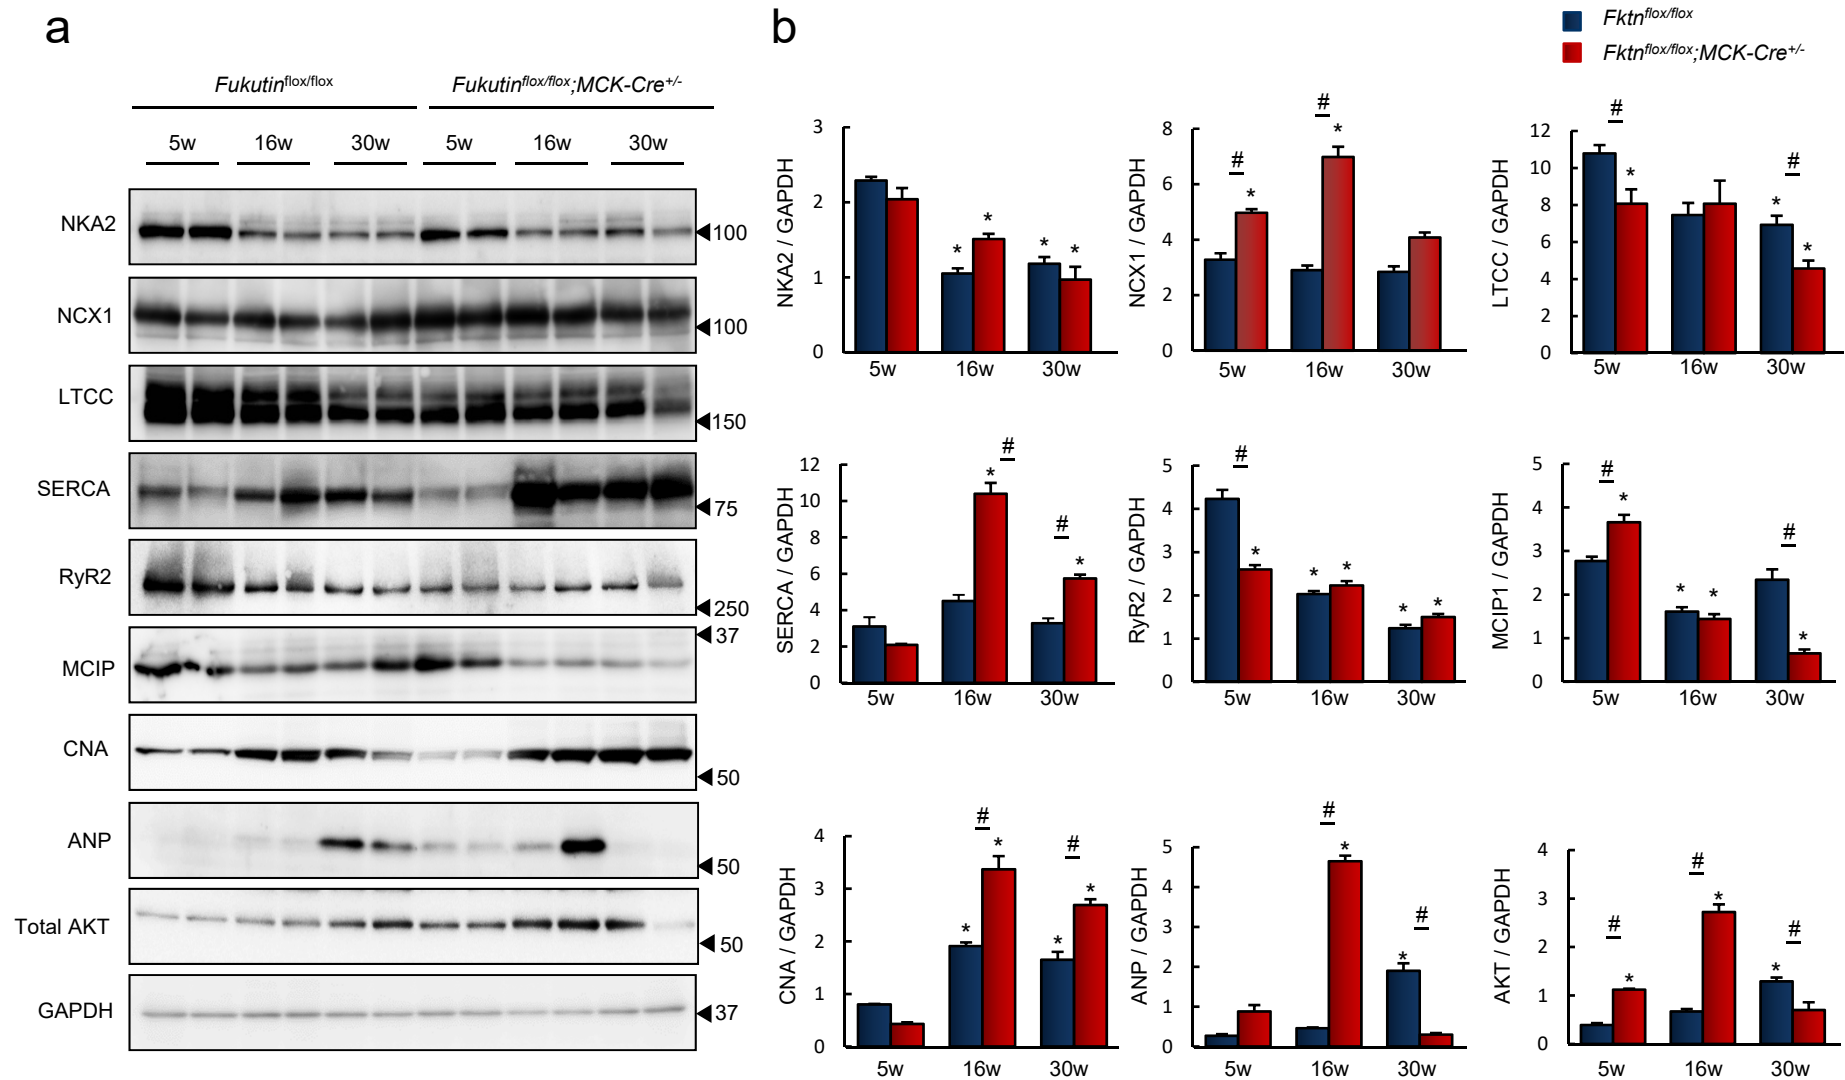 a
Fukutinflox/flox
Fukutinflox/flox;MCK-Cre+/-
5w 16w 30w 5w 16w 30w
NKA2 ◀100
NCX1 ◀100
LTCC ◀150
SERCA ◀75
RyR2 ◀250
MCIP ◀37
CNA ◀50
ANP ◀50
Total AKT ◀50
GAPDH ◀37
b
Fktnflox/flox
Fktnflox/flox;MCK-Cre+/-
NKA2 / GAPDH
3
2
1
0
* * * *
5w 16w 30w
NCX1 / GAPDH
8
6
4
2
0
# * # *
5w 16w 30w
LTCC / GAPDH
12
10
8
6
4
2
0
# * * # *
5w 16w 30w
SERCA / GAPDH
12
10
8
6
4
2
0
* # # *
5w 16w 30w
RyR2 / GAPDH
5
4
3
2
1
0
# * * * * *
5w 16w 30w
MCIP1 / GAPDH
5
4
3
2
1
0
# * * * # *
5w 16w 30w
CNA / GAPDH
4
3
2
1
0
* # * * # *
5w 16w 30w
ANP / GAPDH
5
4
3
2
1
0
# * * #
5w 16w 30w
AKT / GAPDH
4
3
2
1
0
# * # * * #
5w 16w 30w